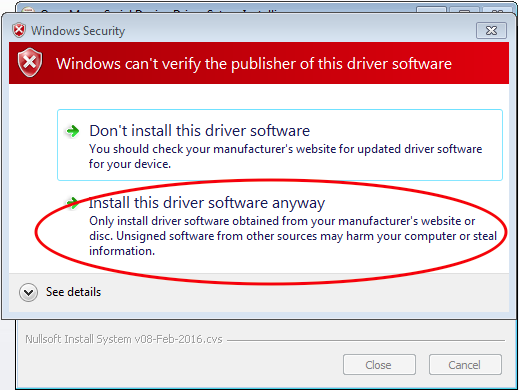 Windows Security
Windows can't verify the publisher of this driver software
Don't install this driver software
You should check your manufacturer's website for updated driver software
for your device.
Install this driver software anyway
Only install driver software obtained from your manufacturer's website or
disc. Unsigned software from other sources may harm your computer or steal
information.
See details
Nullsoft Install System v08-Feb-2016.cvs
Close
Cancel